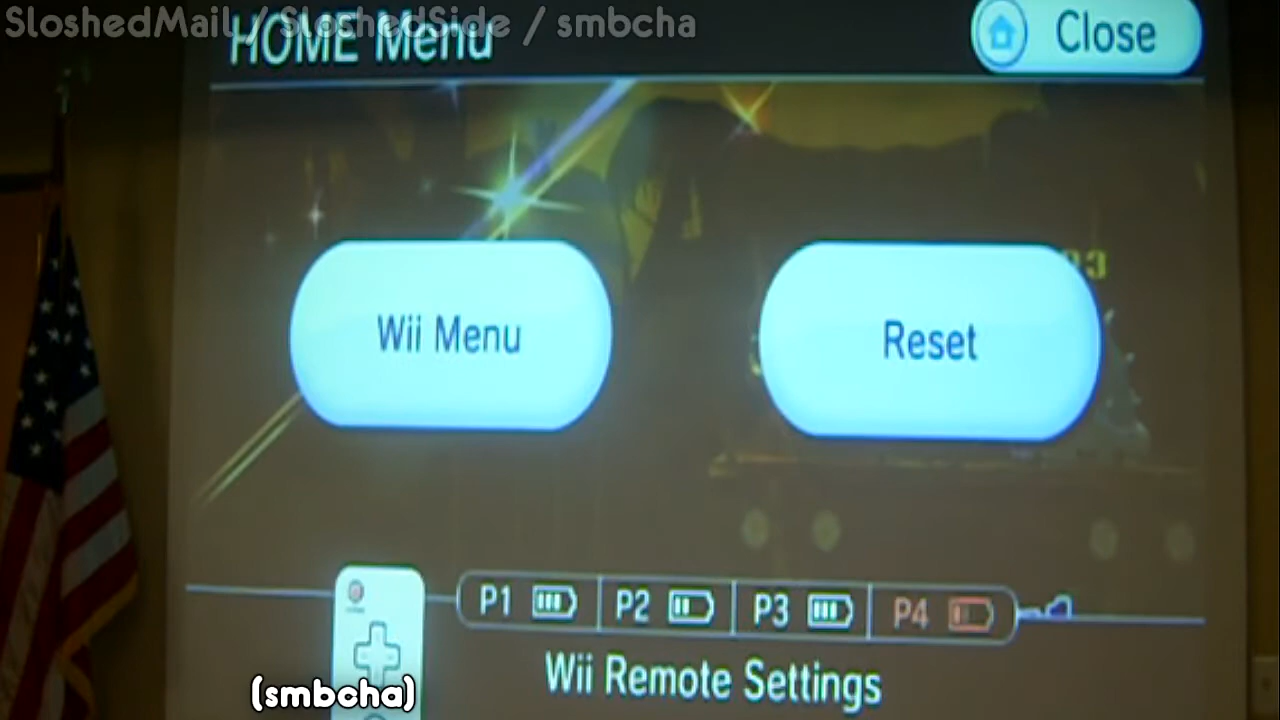 SloshedMail / SloshedSide / smbcha
HOME Menu
Close
Wii Menu
Reset
P1 P2 P3 P4
Wii Remote Settings
(smbcha)